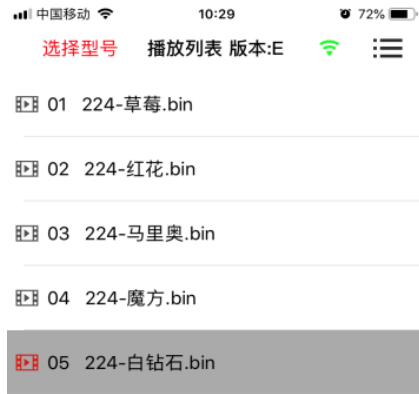 中国移动 10:29 72%
选择型号 播放列表 版本:E
01 224-草莓.bin
02 224-红花.bin
03 224-马里奥.bin
04 224-魔方.bin
05 224-白钻石.bin